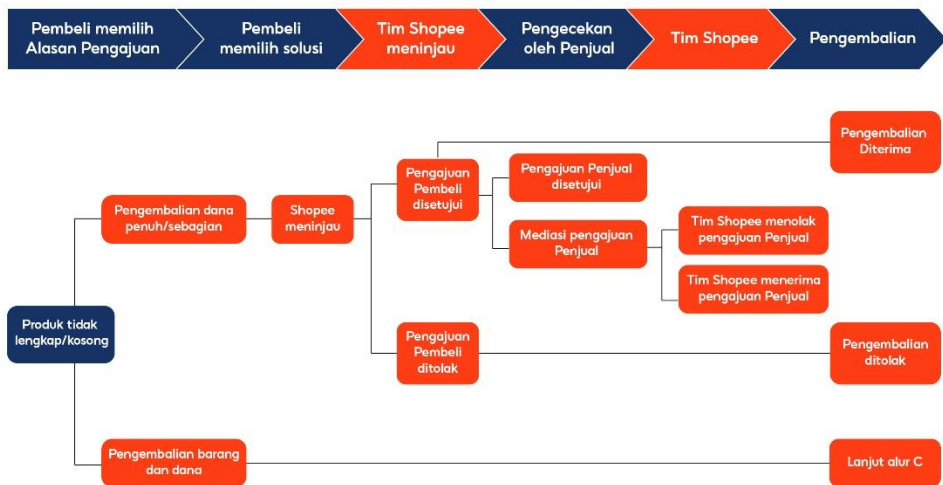 Pembeli memilih
Alasan Pengajuan
Pembeli
memilih solusi
Tim Shopee
meninjau
Pengecekan
oleh Penjual
Tim Shopee
Pengembalian
Pengembalian
Diterima
Pengajuan
Pembeli
disetujui
Pengajuan Penjual
disetujui
Pengembalian dana
penuh/sebagian
Shopee
meninjau
Mediasi pengajuan
Penjual
Tim Shopee menolak
pengajuan Penjual
Tim Shopee menerima
pengajuan Penjual
Produk tidak
lengkap/kosong
Pengajuan
Pembeli
ditolak
Pengembalian
ditolak
Pengembalian barang
dan dana
Lanjut alur C